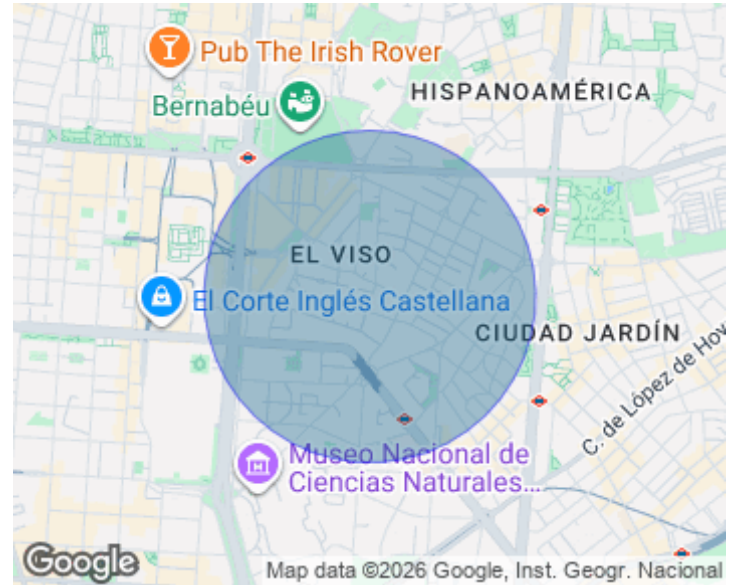 Pub The Irish Rover
Bernabéu
HISPANOAMÉRICA
EL VISO
El Corte Inglés Castellana
CIUDAD JARDÍN
C. de López de Hoy
Museo Nacional de
Ciencias Naturales...
Google
Map data ©2026 Google, Inst. Geogr. Nacional